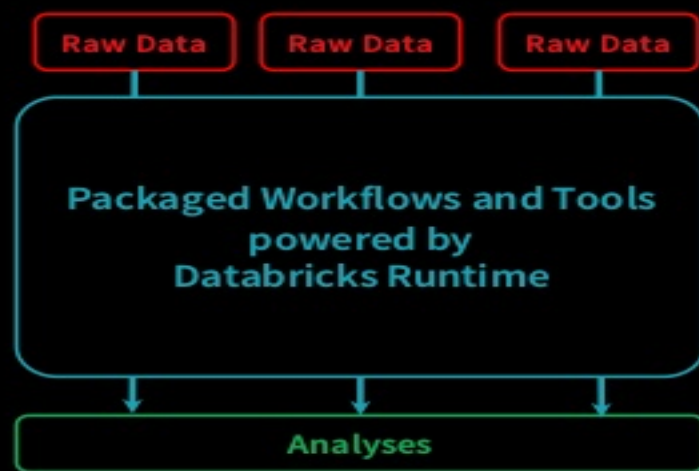 Raw Data Raw Data Raw Data
Packaged Workflows and Tools
powered by
Databricks Runtime
Analyses